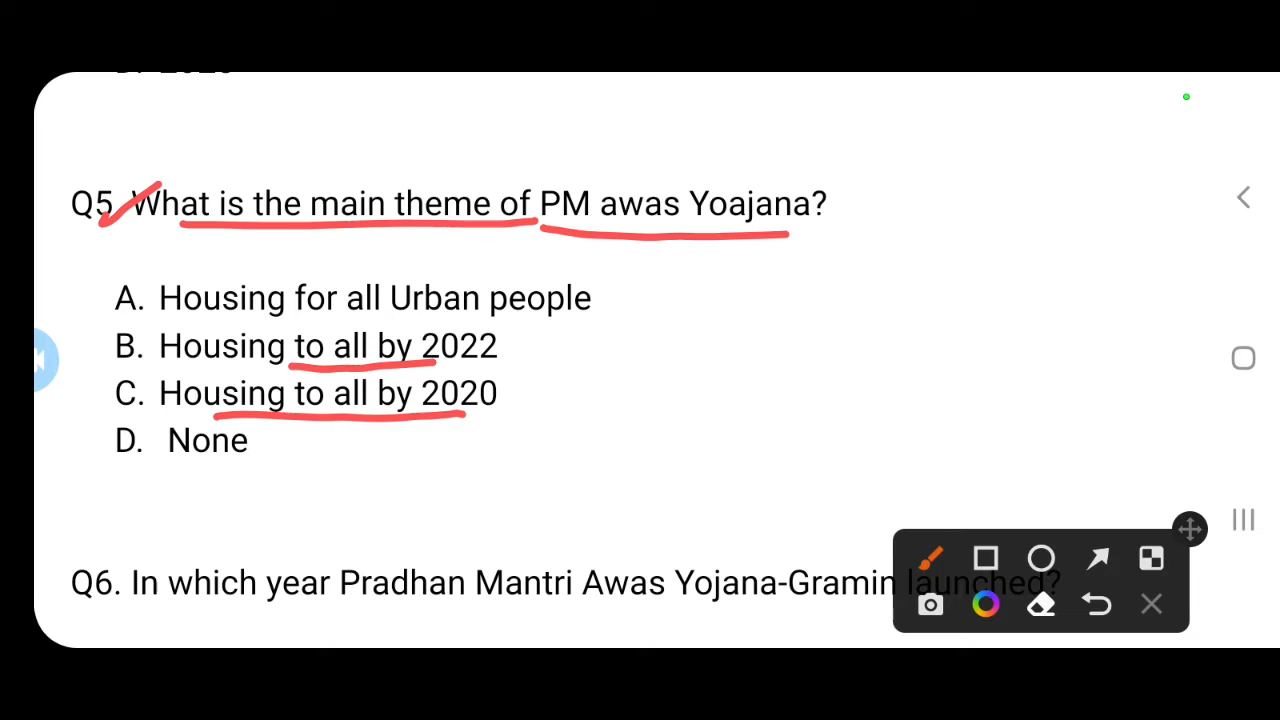 Q5. What is the main theme of PM awas Yoajana?
A. Housing for all Urban people
B. Housing to all by 2022
C. Housing to all by 2020
D. None
Q6. In which year Pradhan Mantri Awas Yojana-Gramin launched?